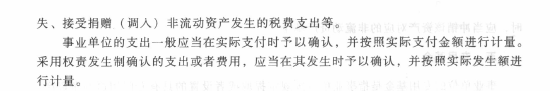 失、接受捐赠（调入）非流动资产发生的税费支出等。
事业单位的支出一般应当在实际支付时予以确认，并按照实际支付金额进行计量。
采用权责发生制确认的支出或者费用，应当在其发生时予以确认，并按照实际发生额进
行计量。